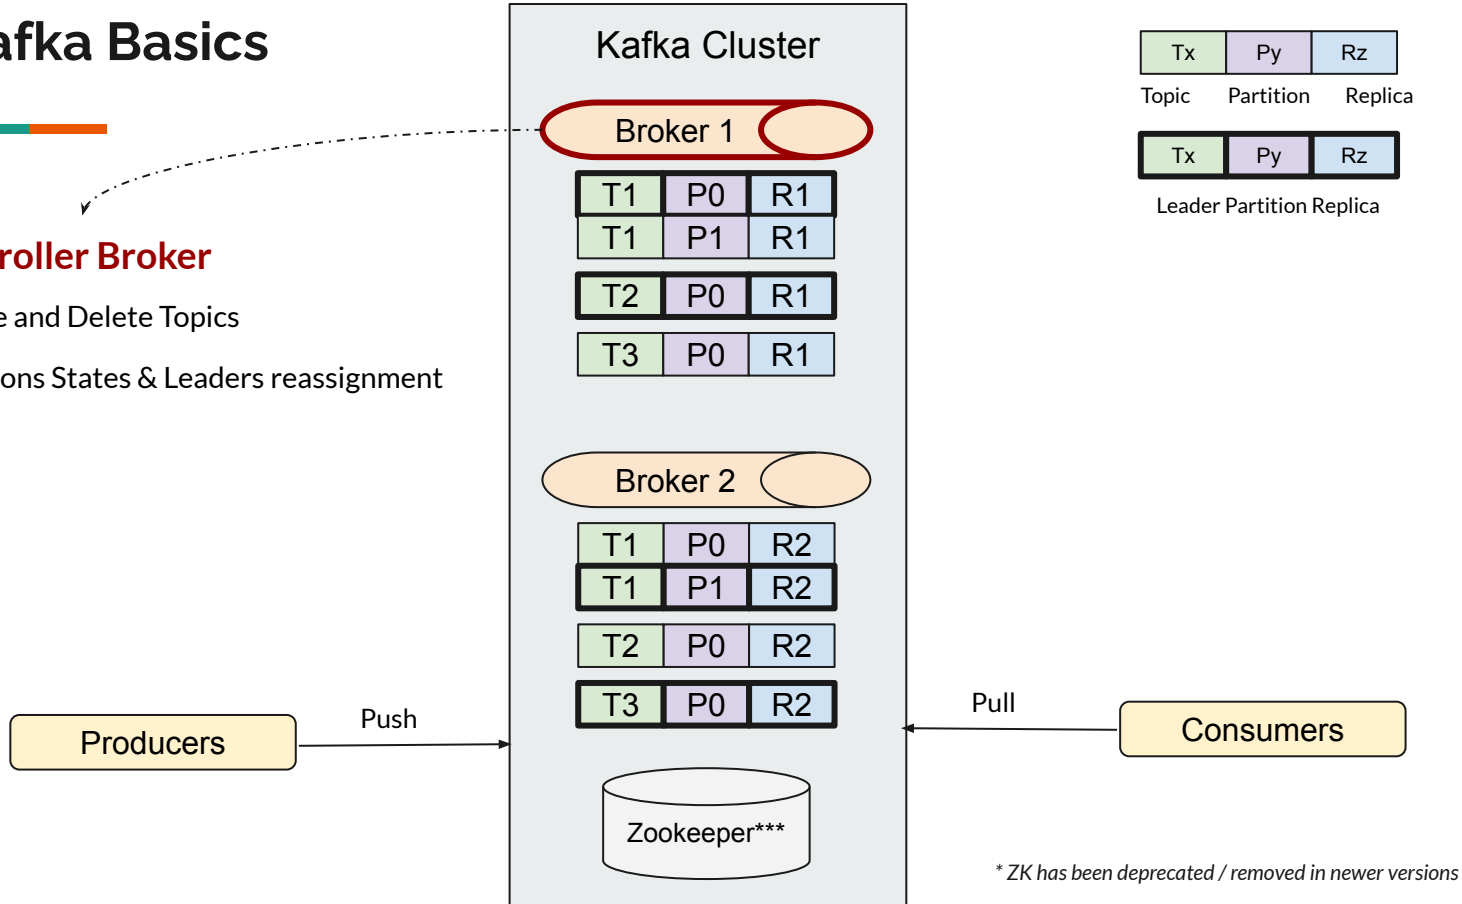 afka Basics
Kafka Cluster
Tx Py Rz
Topic Partition Replica
Tx Py Rz
Leader Partition Replica
Broker 1
T1 P0 R1
T1 P1 R1
T2 P0 R1
T3 P0 R1
roller Broker
e and Delete Topics
ons States & Leaders reassignment
Broker 2
T1 P0 R2
T1 P1 R2
T2 P0 R2
T3 P0 R2
Producers
Push
Pull
Consumers
Zookeeper***
* ZK has been deprecated / removed in newer versions